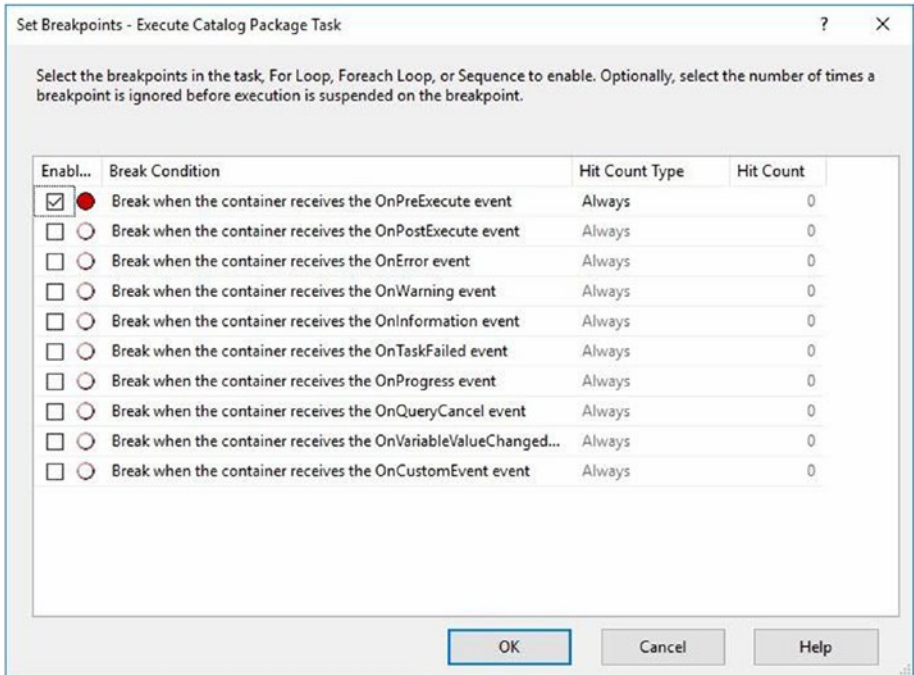 Set Breakpoints - Execute Catalog Package Task ?
Select the breakpoints in the task, For Loop, Foreach Loop, or Sequence to enable. Optionally, select the number of times a
breakpoint is ignored before execution is suspended on the breakpoint.
Enabl... Break Condition Hit Count Type Hit Count
Break when the container receives the OnPreExecute event Always 0
Break when the container receives the OnPostExecute event Always 0
Break when the container receives the OnError event Always 0
Break when the container receives the OnWarning event Always 0
Break when the container receives the OnInformation event Always 0
Break when the container receives the OnTaskFailed event Always 0
Break when the container receives the OnProgress event Always 0
Break when the container receives the OnQueryCancel event Always 0
Break when the container receives the OnVariableValueChanged... Always 0
Break when the container receives the OnCustomEvent event Always 0
OK Cancel Help